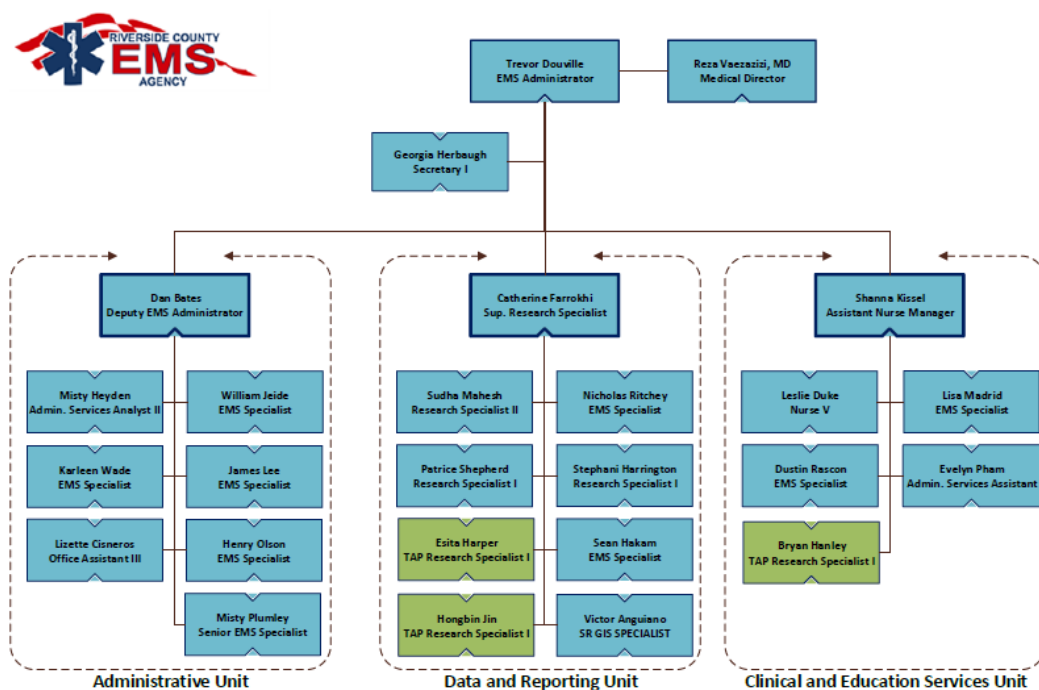 RIVERSIDE COUNTY
EMS
AGENCY
Trevor Douville
EMS Administrator
Reza Vaezazizi, MD
Medical Director
Georgia Herbaugh
Secretary I
Dan Bates
Deputy EMS Administrator
Catherine Farrokhi
Sup. Research Specialist
Shanna Kissel
Assistant Nurse Manager
Misty Heyden
Admin. Services Analyst II
William Jeide
EMS Specialist
Karleen Wade
EMS Specialist
James Lee
EMS Specialist
Lizette Cisneros
Office Assistant III
Henry Olson
EMS Specialist
Misty Plumley
Senior EMS Specialist
Sudha Mahesh
Research Specialist II
Nicholas Ritchey
EMS Specialist
Patrice Shepherd
Research Specialist I
Stephani Harrington
Research Specialist I
Esita Harper
TAP Research Specialist I
Sean Hakam
EMS Specialist
Hongbin Jin
TAP Research Specialist I
Victor Anguiano
SR GIS SPECIALIST
Leslie Duke
Nurse V
Lisa Madrid
EMS Specialist
Dustin Rascon
EMS Specialist
Evelyn Pham
Admin. Services Assistant
Bryan Hanley
TAP Research Specialist I
Administrative Unit
Data and Reporting Unit
Clinical and Education Services Unit